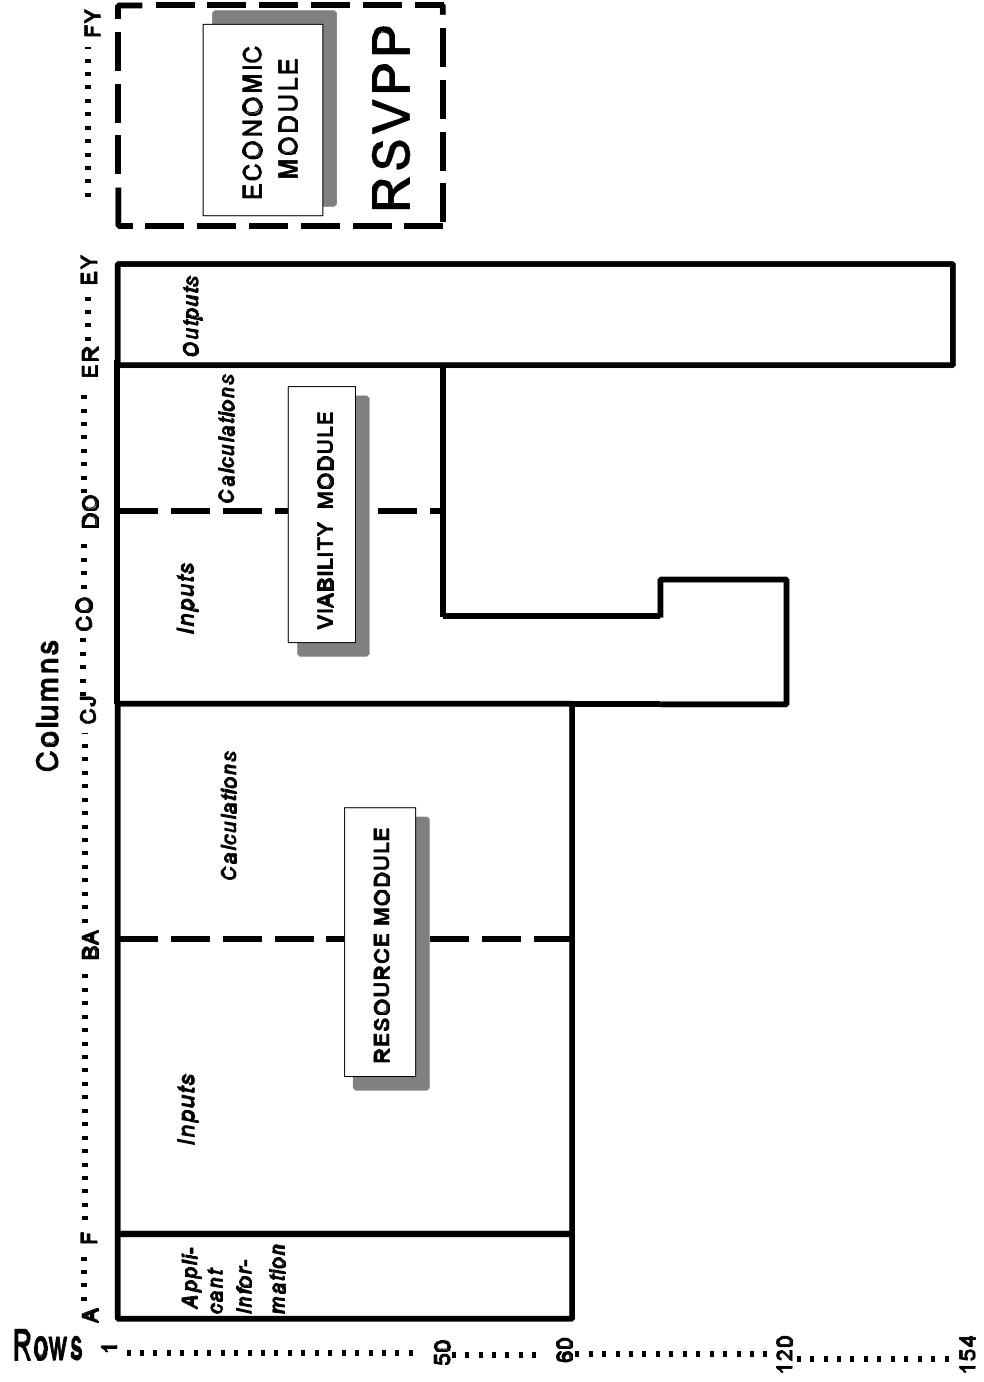 Columns
A F BA CJ CO DO ER EY FY
Rows
1
50
60
120
154
Appli-
cant
Infor-
mation
Inputs
Calculations
RESOURCE MODULE
Inputs
Calculations
VIABILITY MODULE
Outputs
ECONOMIC
MODULE
RSVPP